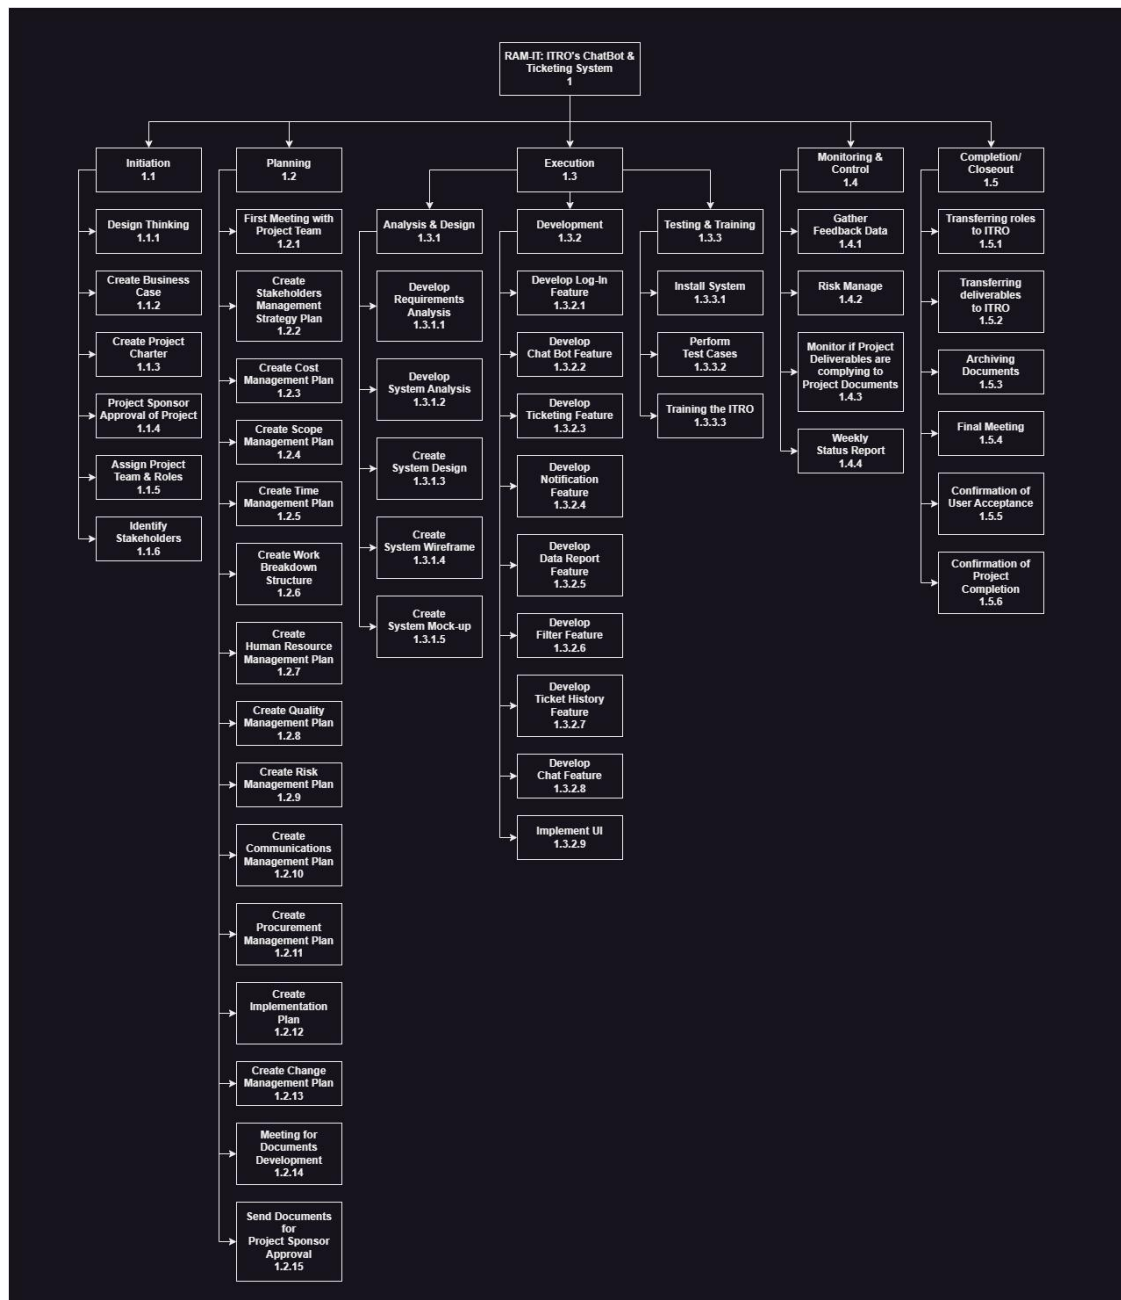 RAM-IT: ITRO's ChatBot &
Ticketing System
1
Initiation
1.1
Planning
1.2
Execution
1.3
Monitoring &
Control
1.4
Completion/
Closeout
1.5
Design Thinking
1.1.1
Create Business
Case
1.1.2
Create Project
Charter
1.1.3
Project Sponsor
Approval of Project
1.1.4
Assign Project
Team & Roles
1.1.5
Identify
Stakeholders
1.1.6
First Meeting with
Project Team
1.2.1
Create
Stakeholders
Management
Strategy Plan
1.2.2
Create Cost
Management Plan
1.2.3
Create Scope
Management Plan
1.2.4
Create Time
Management Plan
1.2.5
Create Work
Breakdown
Structure
1.2.6
Create
Human Resource
Management Plan
1.2.7
Create Quality
Management Plan
1.2.8
Create Risk
Management Plan
1.2.9
Create
Communications
Management Plan
1.2.10
Create
Procurement
Management Plan
1.2.11
Create
Implementation
Plan
1.2.12
Create Change
Management Plan
1.2.13
Meeting for
Documents
Development
1.2.14
Send Documents
for
Project Sponsor
Approval
1.2.15
Analysis & Design
1.3.1
Develop
Requirements
Analysis
1.3.1.1
Develop
System Analysis
1.3.1.2
Create
System Design
1.3.1.3
Create
System Wireframe
1.3.1.4
Create
System Mock-up
1.3.1.5
Development
1.3.2
Develop Log-In
Feature
1.3.2.1
Develop
Chat Bot Feature
1.3.2.2
Develop
Ticketing Feature
1.3.2.3
Develop
Notification
Feature
1.3.2.4
Develop
Data Report
Feature
1.3.2.5
Develop
Filter Feature
1.3.2.6
Develop
Ticket History
Feature
1.3.2.7
Develop
Chat Feature
1.3.2.8
Implement UI
1.3.2.9
Testing & Training
1.3.3
Install System
1.3.3.1
Perform
Test Cases
1.3.3.2
Training the ITRO
1.3.3.3
Gather
Feedback Data
1.4.1
Risk Manage
1.4.2
Monitor if Project
Deliverables are
complying to
Project Documents
1.4.3
Weekly
Status Report
1.4.4
Transferring roles
to ITRO
1.5.1
Transferring
deliverables
to ITRO
1.5.2
Archiving
Documents
1.5.3
Final Meeting
1.5.4
Confirmation of
User Acceptance
1.5.5
Confirmation of
Project
Completion
1.5.6